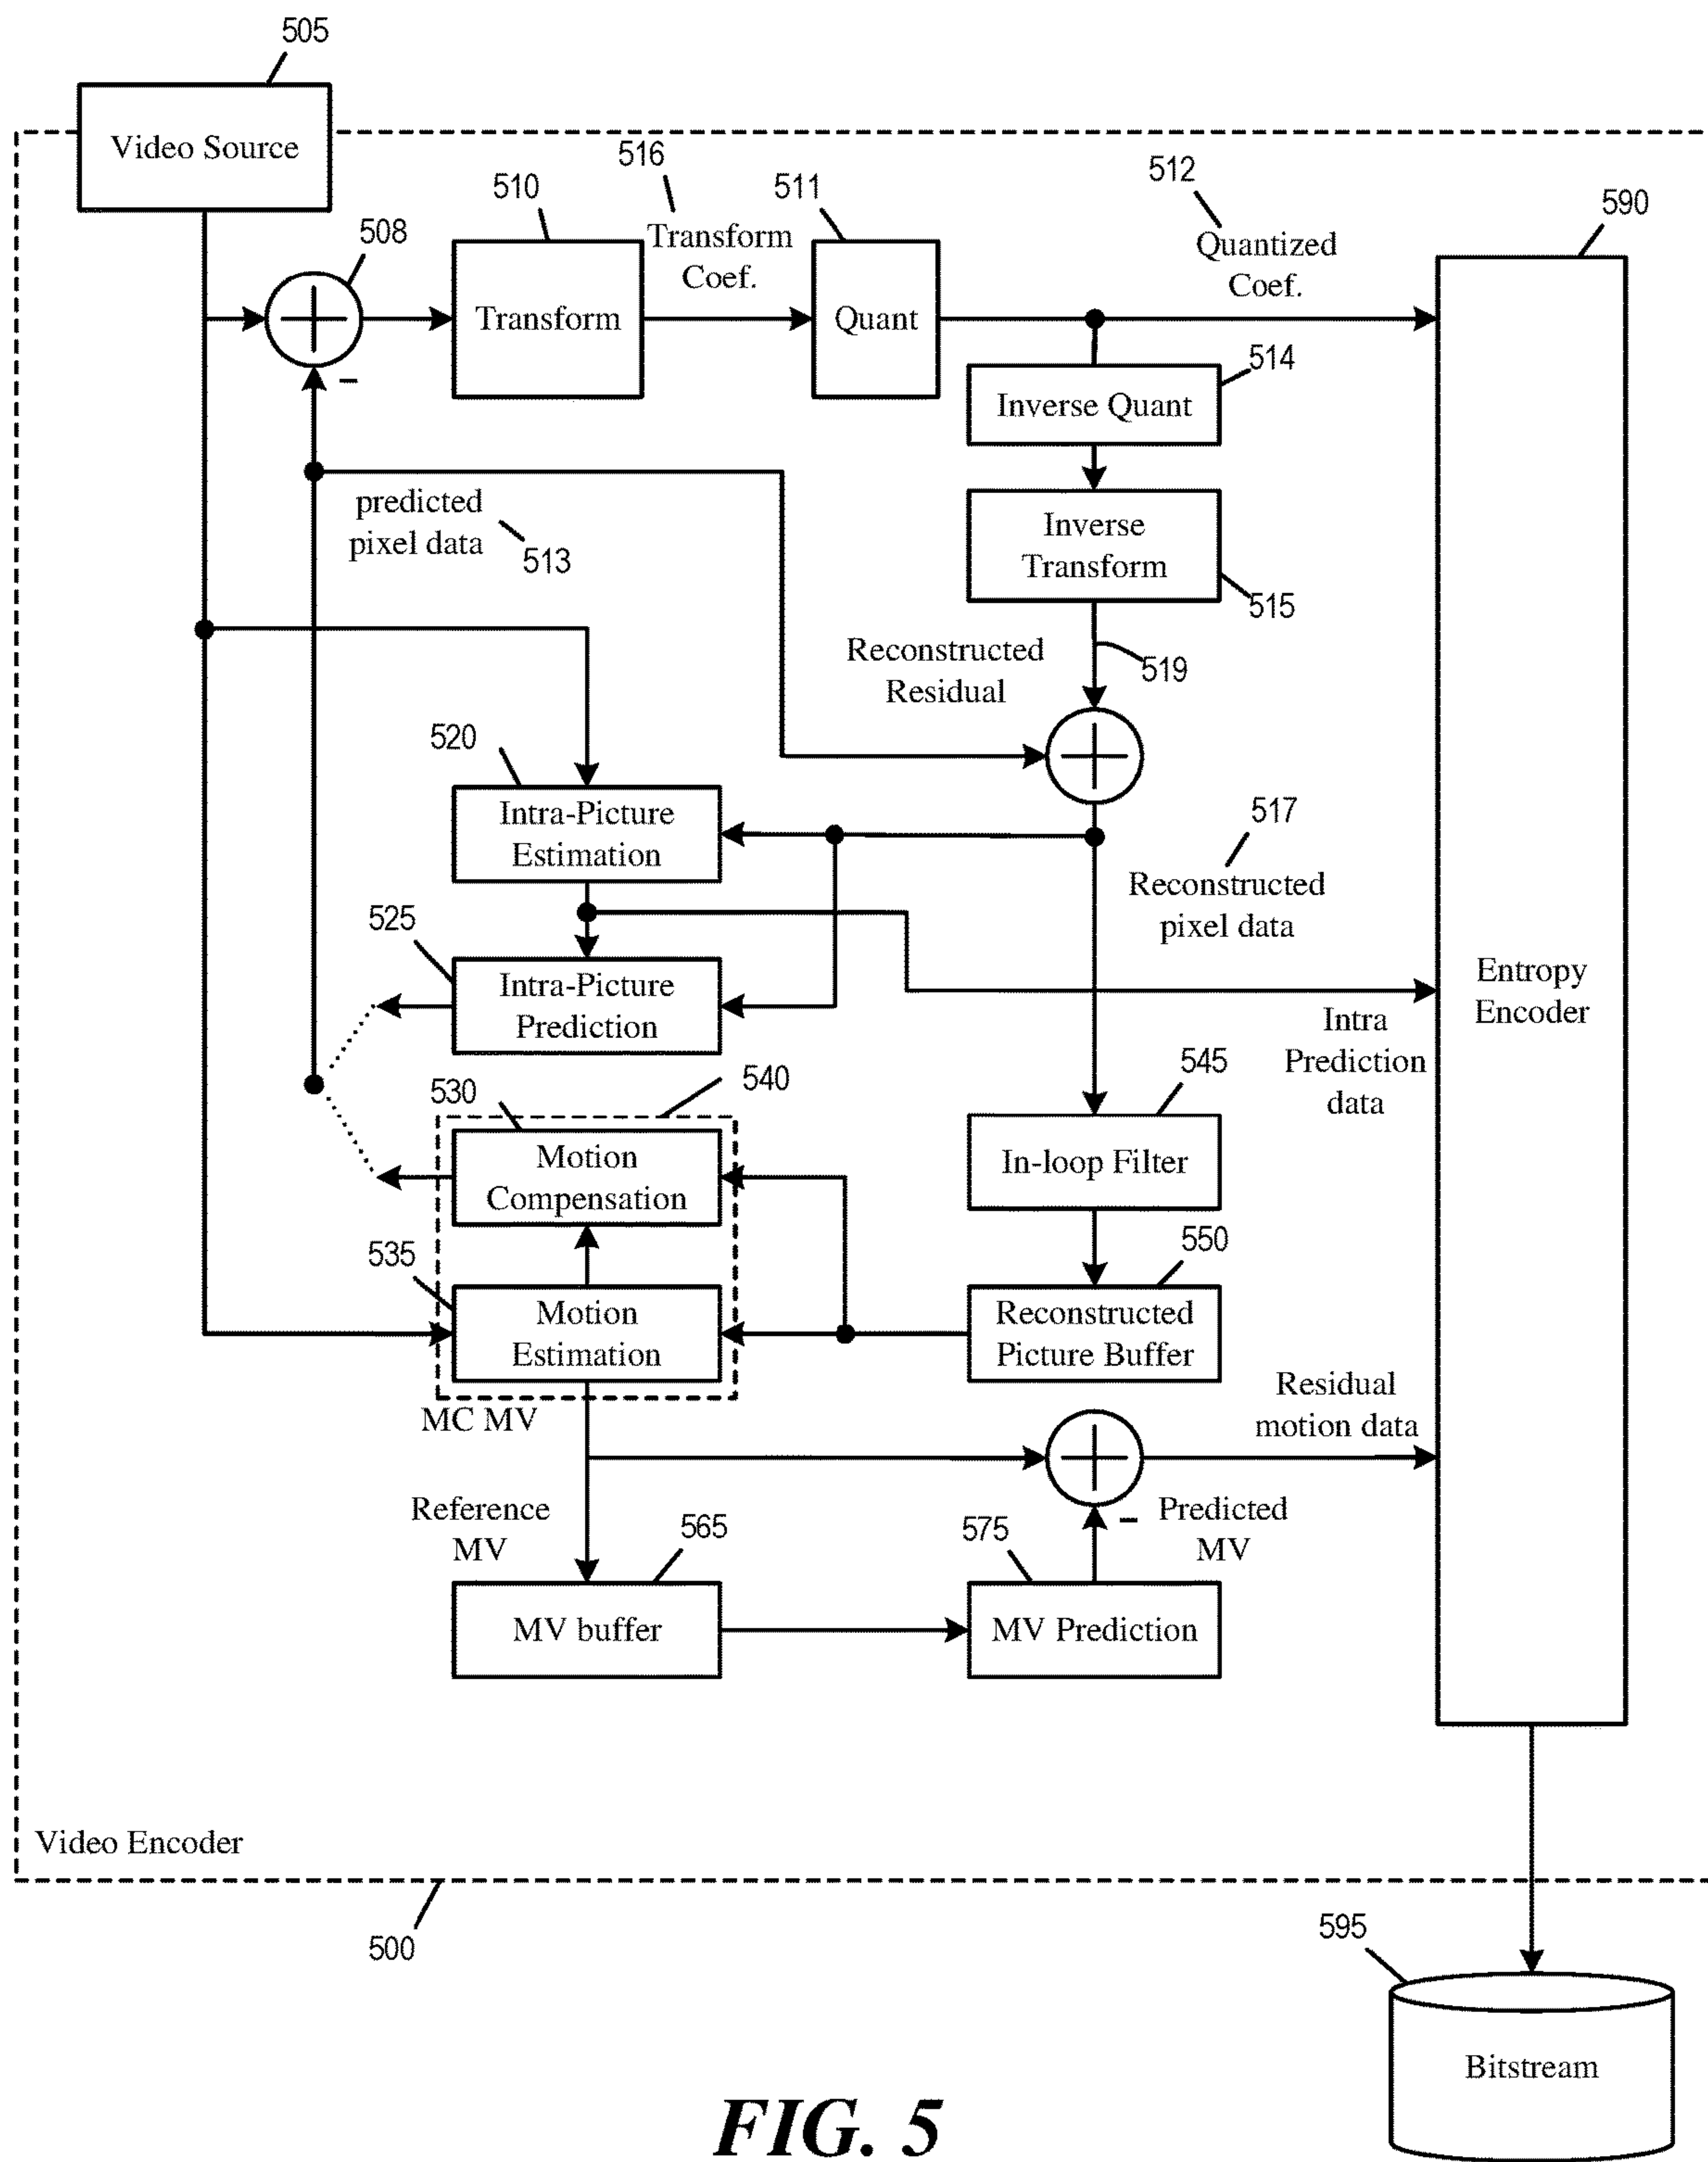 505
Video Source
516
510
Transform
Coef.
511
512
Quantized
Coef.
590
508
Transform
Quant
-
514
Inverse Quant
predicted
pixel data
513
Inverse
Transform
515
Reconstructed
Residual
519
520
Intra-Picture
Estimation
517
Reconstructed
pixel data
525
Intra-Picture
Prediction
Entropy
Encoder
Intra
Prediction
data
530
540
545
Motion
Compensation
In-loop Filter
535
550
Motion
Estimation
Reconstructed
Picture Buffer
MC MV
Residual
motion data
Reference
MV
565
575
-
Predicted
MV
MV buffer
MV Prediction
Video Encoder
500
595
Bitstream
FIG. 5